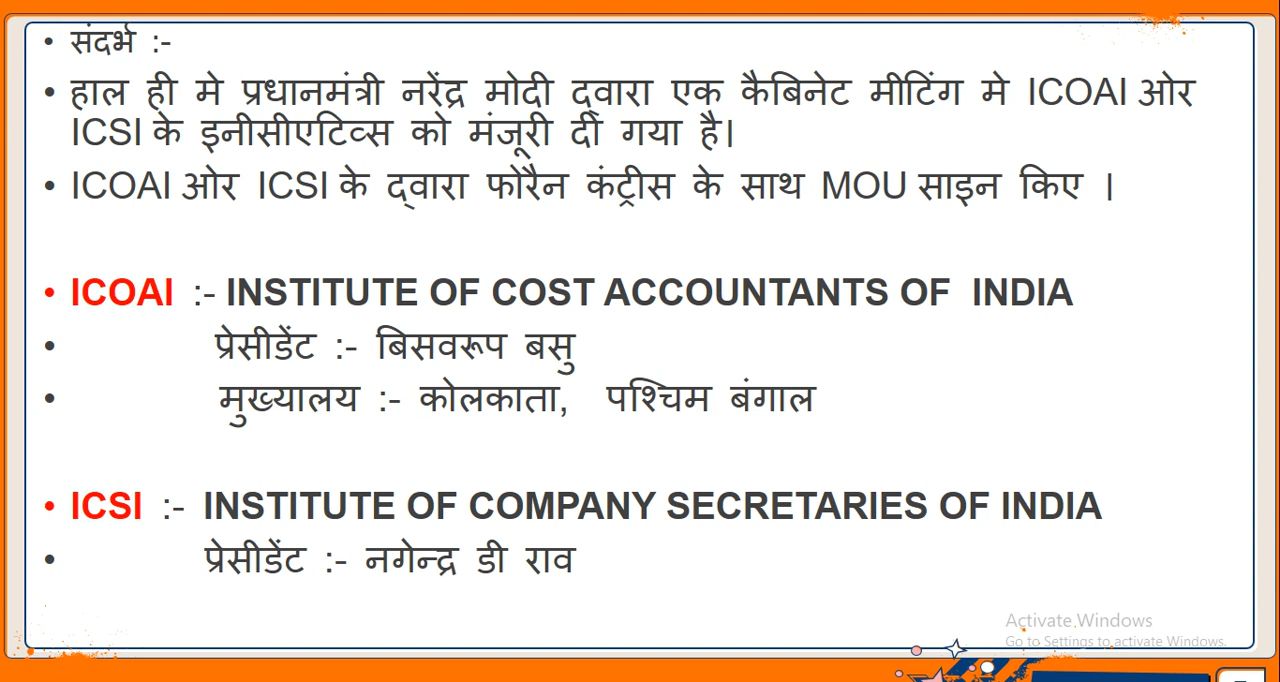 • संदर्भ :-
• हाल ही मे प्रधानमंत्री नरेंद्र मोदी द्वारा एक कैबिनेट मीटिंग मे ICOAI ओर
ICSI के इनीसीएटिव्स को मंजूरी दी गया है।
• ICOAI ओर ICSI के द्वारा फोरैन कंट्रीस के साथ MOU साइन किए ।
• ICOAI :- INSTITUTE OF COST ACCOUNTANTS OF INDIA
• प्रेसीडेंट :- बिसवरूप बसु
• मुख्यालय :- कोलकाता, पश्चिम बंगाल
• ICSI :- INSTITUTE OF COMPANY SECRETARIES OF INDIA
• प्रेसीडेंट :- नगेन्द्र डी राव
Activate Windows
Go to Settings to activate Windows.